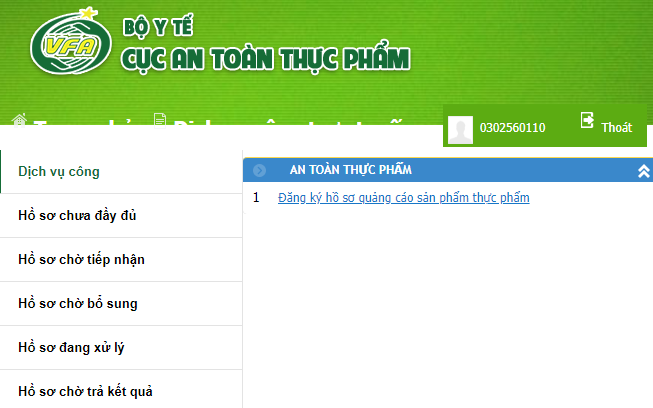 VFA
BỘ Y TẾ
CỤC AN TOÀN THỰC PHẨM
0302560110
Thoát
Dịch vụ công
Hồ sơ chưa đầy đủ
Hồ sơ chờ tiếp nhận
Hồ sơ chờ bổ sung
Hồ sơ đang xử lý
Hồ sơ chờ trả kết quả
AN TOÀN THỰC PHẨM
1 Đăng ký hồ sơ quảng cáo sản phẩm thực phẩm